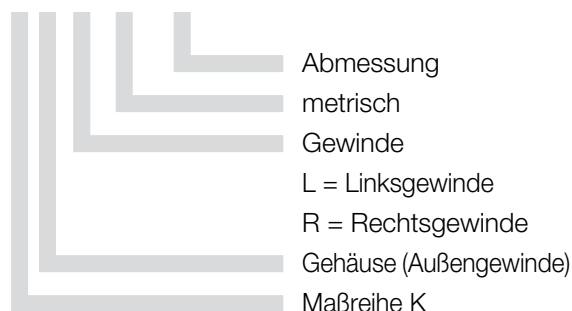 Abmessung
metrisch
Gewinde
L = Linksgewinde
R = Rechtsgewinde
Gehäuse (Außengewinde)
Maßreihe K